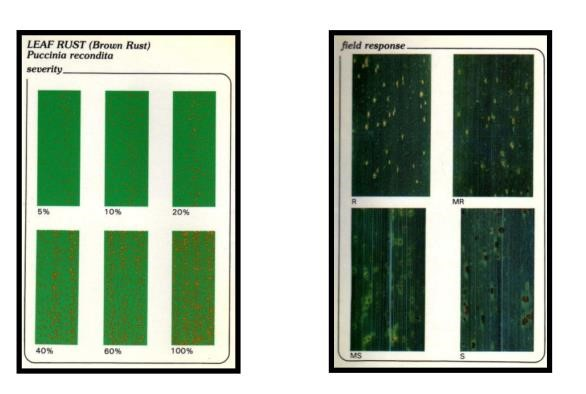 LEAF RUST (Brown Rust)
Puccinia recondita
severity
5% 10% 20%
40% 60% 100%
field response
R MR
MS S